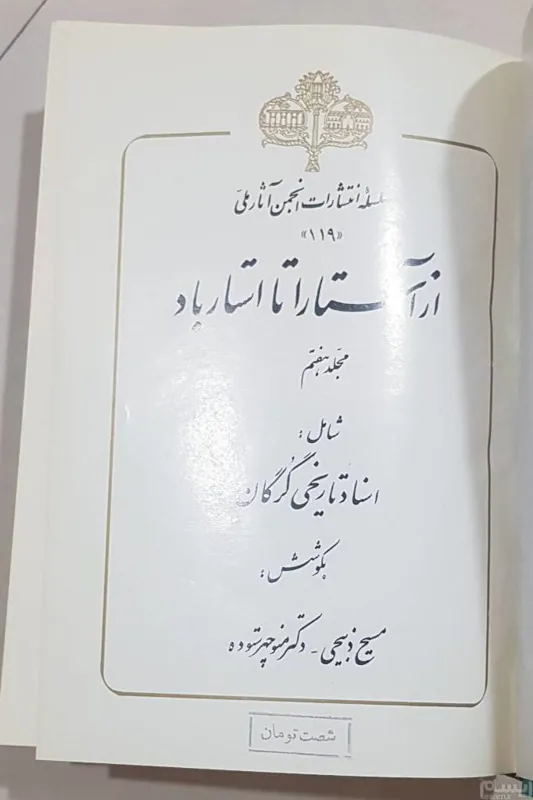 سلسله انتشارات انجمن آثار ملی
«۱۱۹»
از آستارا تا استارباد
مجلد هفتم
شامل:
اسناد تاریخی گرگان
بکوشش:
مسیح ذبیحی - دکتر منوچهر ستوده
شصت تومان